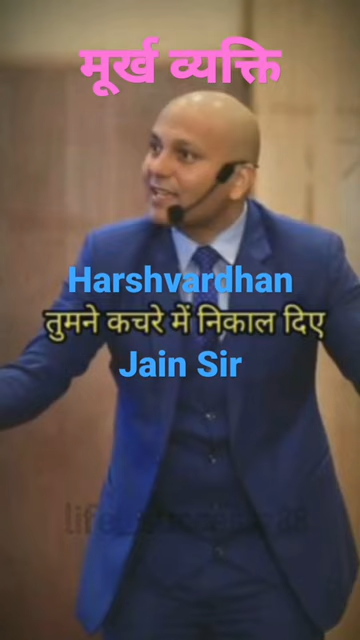 मूर्ख व्यक्ति
Harshvardhan
तुमने कचरे में निकाल दिए
Jain Sir